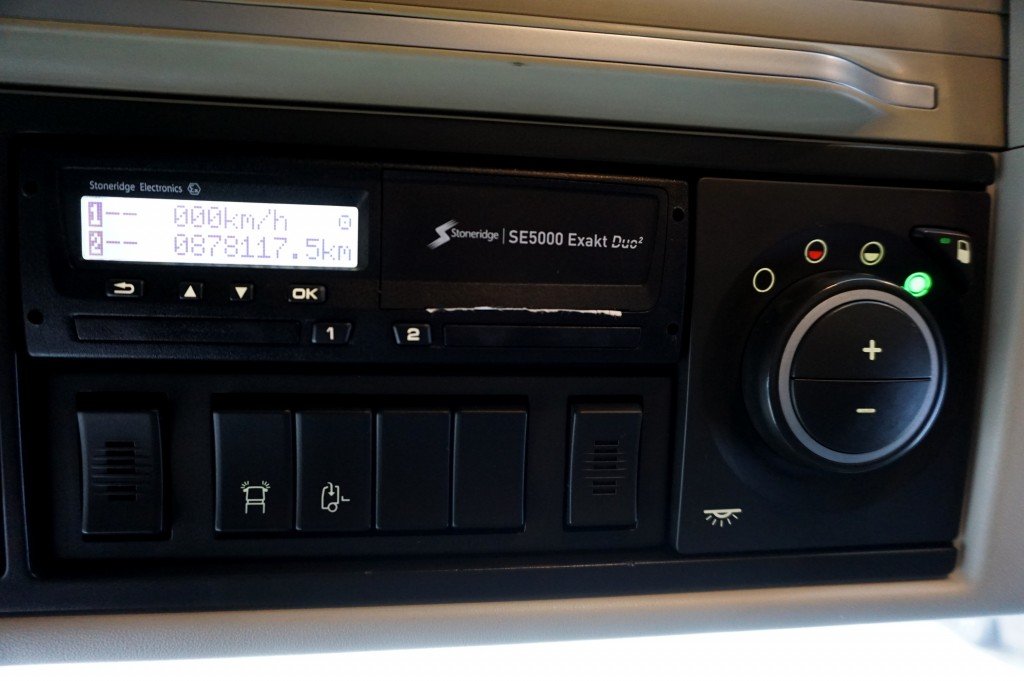 Stoneridge Electronics
1-- 000km/h
2-- 0878117.5km
Stoneridge | SE5000 Exakt Duo²
OK
1 2
+
-